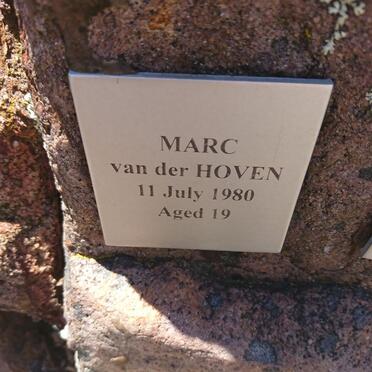 MARC
van der HOVEN
11 July 1980
Aged 19